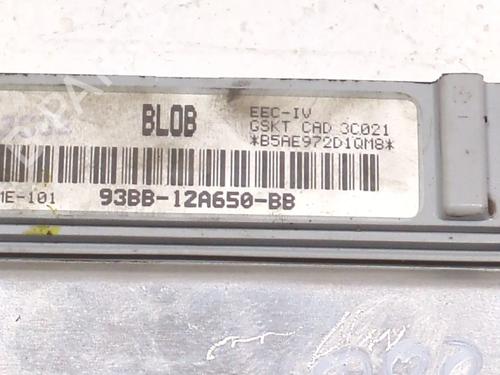 BLOB
EEC-IV
GSKT CAD 3C021
*B5AE972D1QM8*
ME-101
93BB-12A650-BB